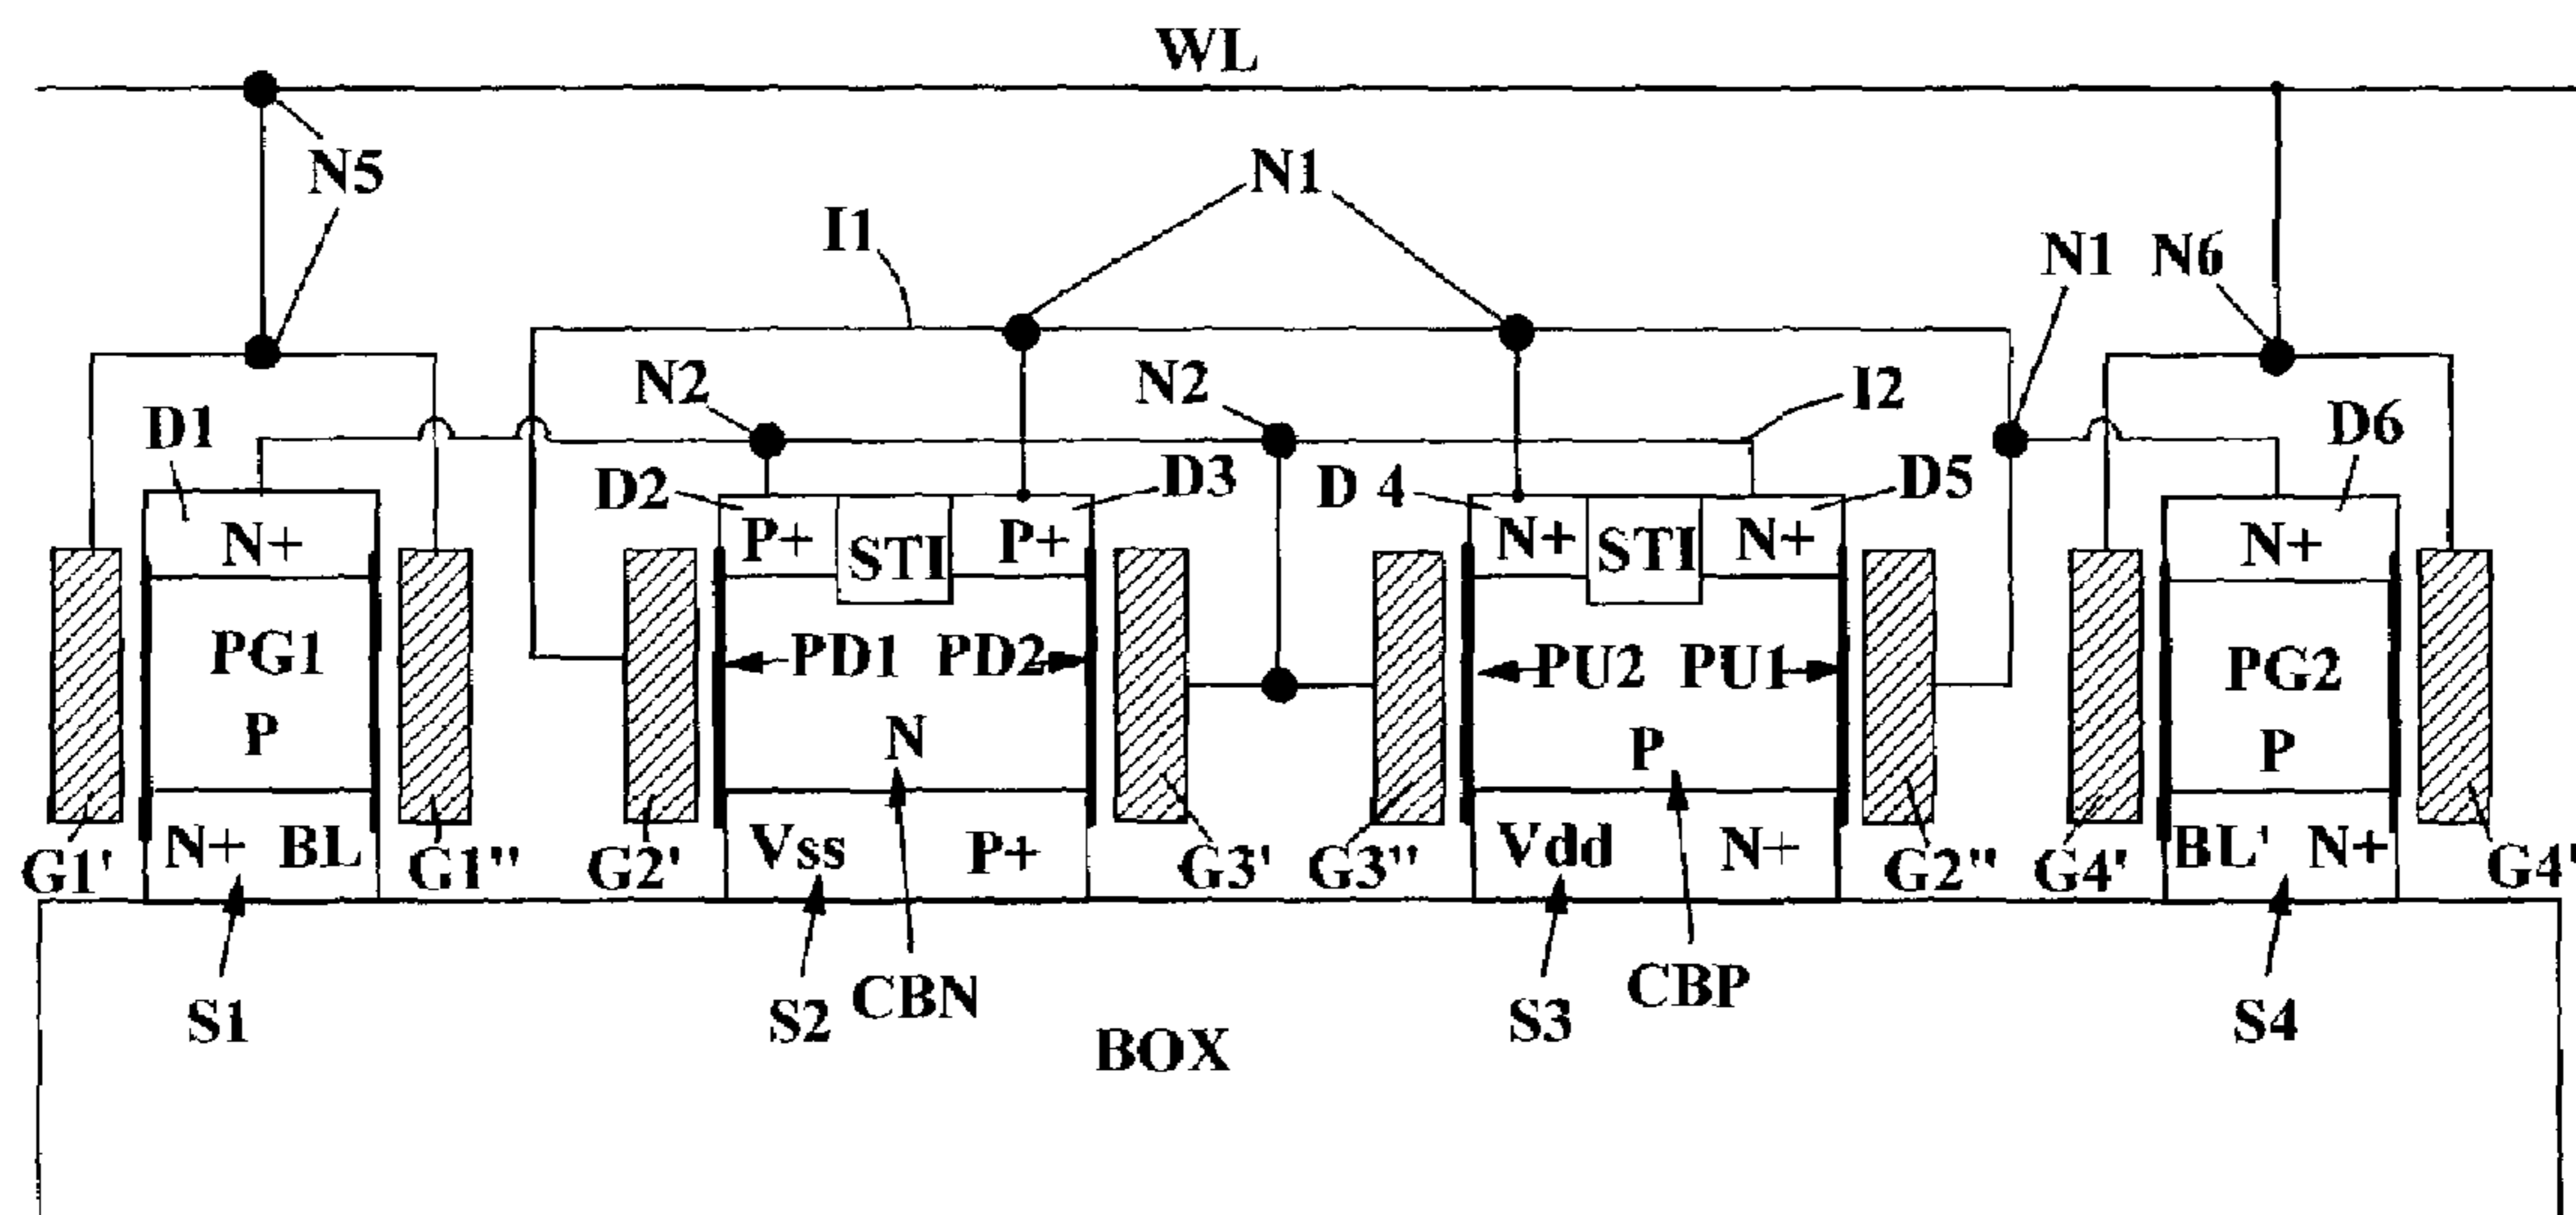 WL
N5
N1
I1
N1 N6
N2 N2 I2
D1 D6
D2 D3 D 4 D5
N+ P+ STI P+ N+ STI N+ N+
PG1 PD1 PD2 PU2 PU1 PG2
P N P P
N+ BL Vss P+ Vdd N+ BL' N+
G1' G1" G2' G3' G3" G2" G4' G4'
S1 S2 CBN S3 CBP S4
BOX